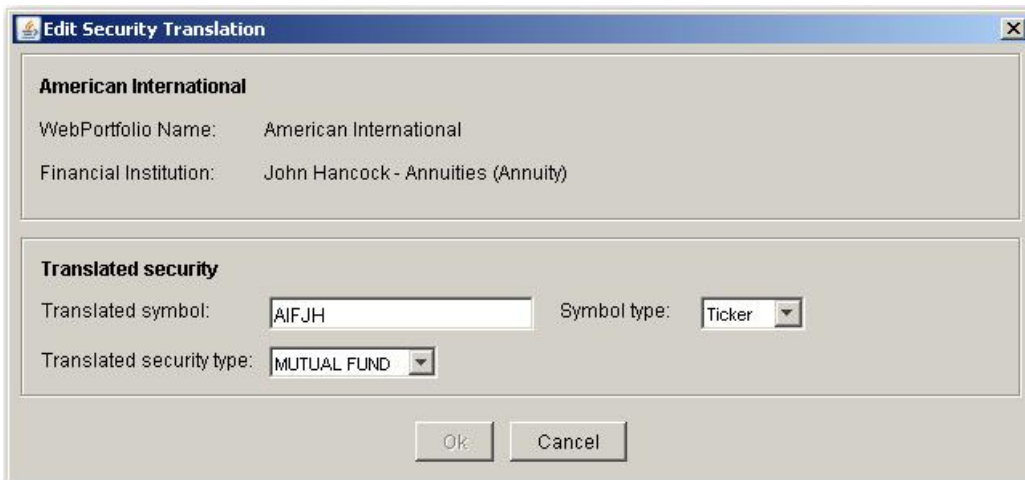 Edit Security Translation
American International
WebPortfolio Name: American International
Financial Institution: John Hancock - Annuities (Annuity)
Translated security
Translated symbol: AIFJH Symbol type: Ticker
Translated security type: MUTUAL FUND
Ok Cancel